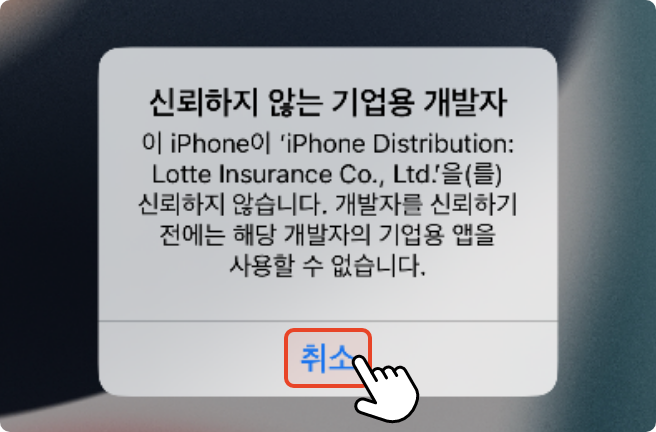 신뢰하지 않는 기업용 개발자
이 iPhone이 ‘iPhone Distribution:
Lotte Insurance Co., Ltd.’을(를)
신뢰하지 않습니다. 개발자를 신뢰하기
전에는 해당 개발자의 기업용 앱을
사용할 수 없습니다.
취소